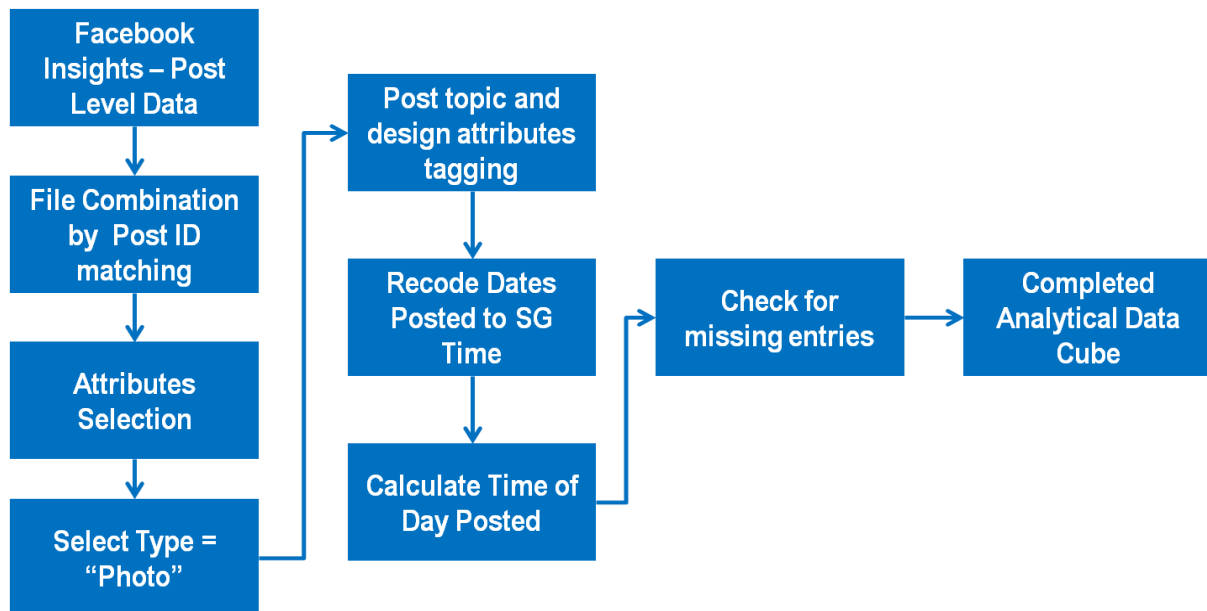 Facebook
Insights – Post
Level Data
File Combination
by Post ID
matching
Attributes
Selection
Select Type =
“Photo”
Post topic and
design attributes
tagging
Recode Dates
Posted to SG
Time
Calculate Time of
Day Posted
Check for
missing entries
Completed
Analytical Data
Cube